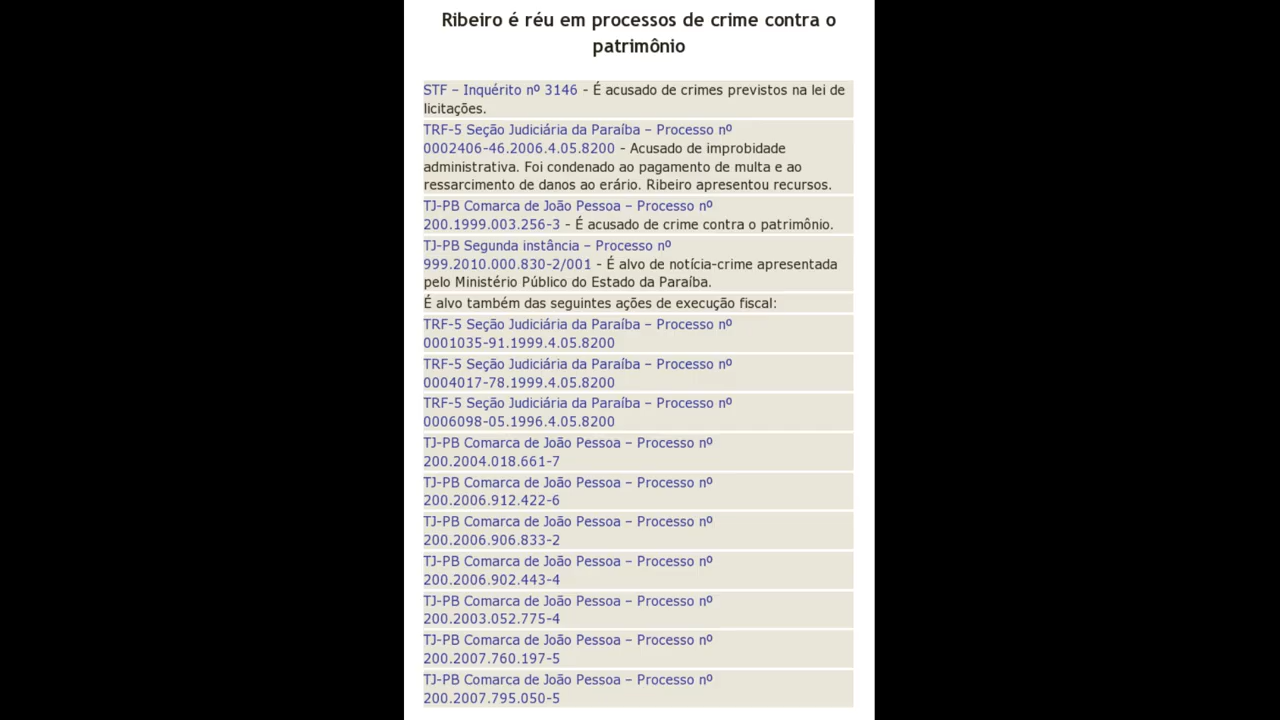 Ribeiro é réu em processos de crime contra o
patrimônio
STF – Inquérito nº 3146 - É acusado de crimes previstos na lei de
licitações.
TRF-5 Seção Judiciária da Paraíba – Processo nº
0002406-46.2006.4.05.8200 - Acusado de improbidade
administrativa. Foi condenado ao pagamento de multa e ao
ressarcimento de danos ao erário. Ribeiro apresentou recursos.
TJ-PB Comarca de João Pessoa – Processo nº
200.1999.003.256-3 - É acusado de crime contra o patrimônio.
TJ-PB Segunda instância – Processo nº
999.2010.000.830-2/001 - É alvo de notícia-crime apresentada
pelo Ministério Público do Estado da Paraíba.
É alvo também das seguintes ações de execução fiscal:
TRF-5 Seção Judiciária da Paraíba – Processo nº
0001035-91.1999.4.05.8200
TRF-5 Seção Judiciária da Paraíba – Processo nº
0004017-78.1999.4.05.8200
TRF-5 Seção Judiciária da Paraíba – Processo nº
0006098-05.1996.4.05.8200
TJ-PB Comarca de João Pessoa – Processo nº
200.2004.018.661-7
TJ-PB Comarca de João Pessoa – Processo nº
200.2006.912.422-6
TJ-PB Comarca de João Pessoa – Processo nº
200.2006.906.833-2
TJ-PB Comarca de João Pessoa – Processo nº
200.2006.902.443-4
TJ-PB Comarca de João Pessoa – Processo nº
200.2003.052.775-4
TJ-PB Comarca de João Pessoa – Processo nº
200.2007.760.197-5
TJ-PB Comarca de João Pessoa – Processo nº
200.2007.795.050-5